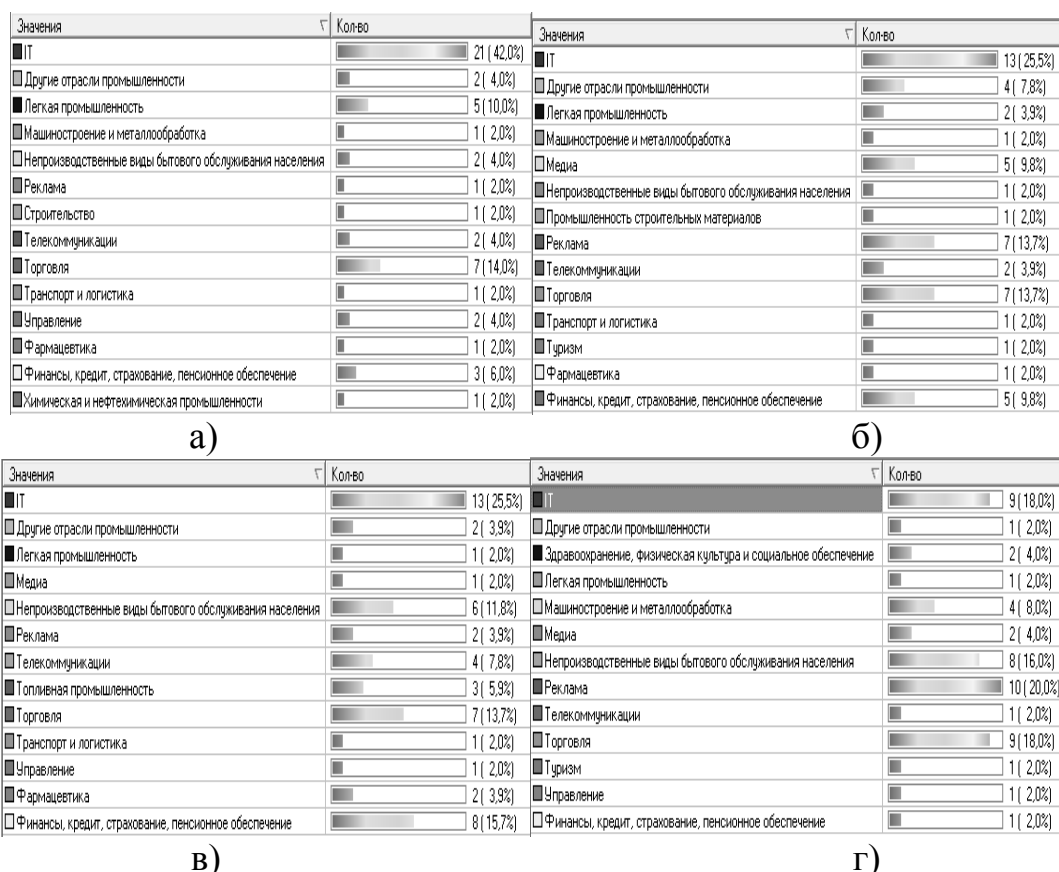 Значения Кол-во
IT 21 ( 42,0%)
Другие отрасли промышленности 2 ( 4,0%)
Легкая промышленность 5 ( 10,0%)
Машиностроение и металлообработка 1 ( 2,0%)
Непроизводственные виды бытового обслуживания населения 2 ( 4,0%)
Реклама 1 ( 2,0%)
Строительство 1 ( 2,0%)
Телекоммуникации 2 ( 4,0%)
Торговля 7 ( 14,0%)
Транспорт и логистика 1 ( 2,0%)
Управление 2 ( 4,0%)
Фармацевтика 1 ( 2,0%)
Финансы, кредит, страхование, пенсионное обеспечение 3 ( 6,0%)
Химическая и нефтехимическая промышленности 1 ( 2,0%)
а)
Значения Кол-во
IT 13 ( 25,5%)
Другие отрасли промышленности 4 ( 7,8%)
Легкая промышленность 2 ( 3,9%)
Машиностроение и металлообработка 1 ( 2,0%)
Медиа 5 ( 9,8%)
Непроизводственные виды бытового обслуживания населения 1 ( 2,0%)
Промышленность строительных материалов 1 ( 2,0%)
Реклама 7 ( 13,7%)
Телекоммуникации 2 ( 3,9%)
Торговля 7 ( 13,7%)
Транспорт и логистика 1 ( 2,0%)
Туризм 1 ( 2,0%)
Фармацевтика 1 ( 2,0%)
Финансы, кредит, страхование, пенсионное обеспечение 5 ( 9,8%)
б)
Значения Кол-во
IT 13 ( 25,5%)
Другие отрасли промышленности 2 ( 3,9%)
Легкая промышленность 1 ( 2,0%)
Медиа 1 ( 2,0%)
Непроизводственные виды бытового обслуживания населения 6 ( 11,8%)
Реклама 2 ( 3,9%)
Телекоммуникации 4 ( 7,8%)
Топливная промышленность 3 ( 5,9%)
Торговля 7 ( 13,7%)
Транспорт и логистика 1 ( 2,0%)
Управление 1 ( 2,0%)
Фармацевтика 2 ( 3,9%)
Финансы, кредит, страхование, пенсионное обеспечение 8 ( 15,7%)
в)
Значения Кол-во
IT 9 ( 18,0%)
Другие отрасли промышленности 1 ( 2,0%)
Здравоохранение, физическая культура и социальное обеспечение 2 ( 4,0%)
Легкая промышленность 1 ( 2,0%)
Машиностроение и металлообработка 4 ( 8,0%)
Медиа 2 ( 4,0%)
Непроизводственные виды бытового обслуживания населения 8 ( 16,0%)
Реклама 10 ( 20,0%)
Телекоммуникации 1 ( 2,0%)
Торговля 9 ( 18,0%)
Туризм 1 ( 2,0%)
Управление 1 ( 2,0%)
Финансы, кредит, страхование, пенсионное обеспечение 1 ( 2,0%)
г)